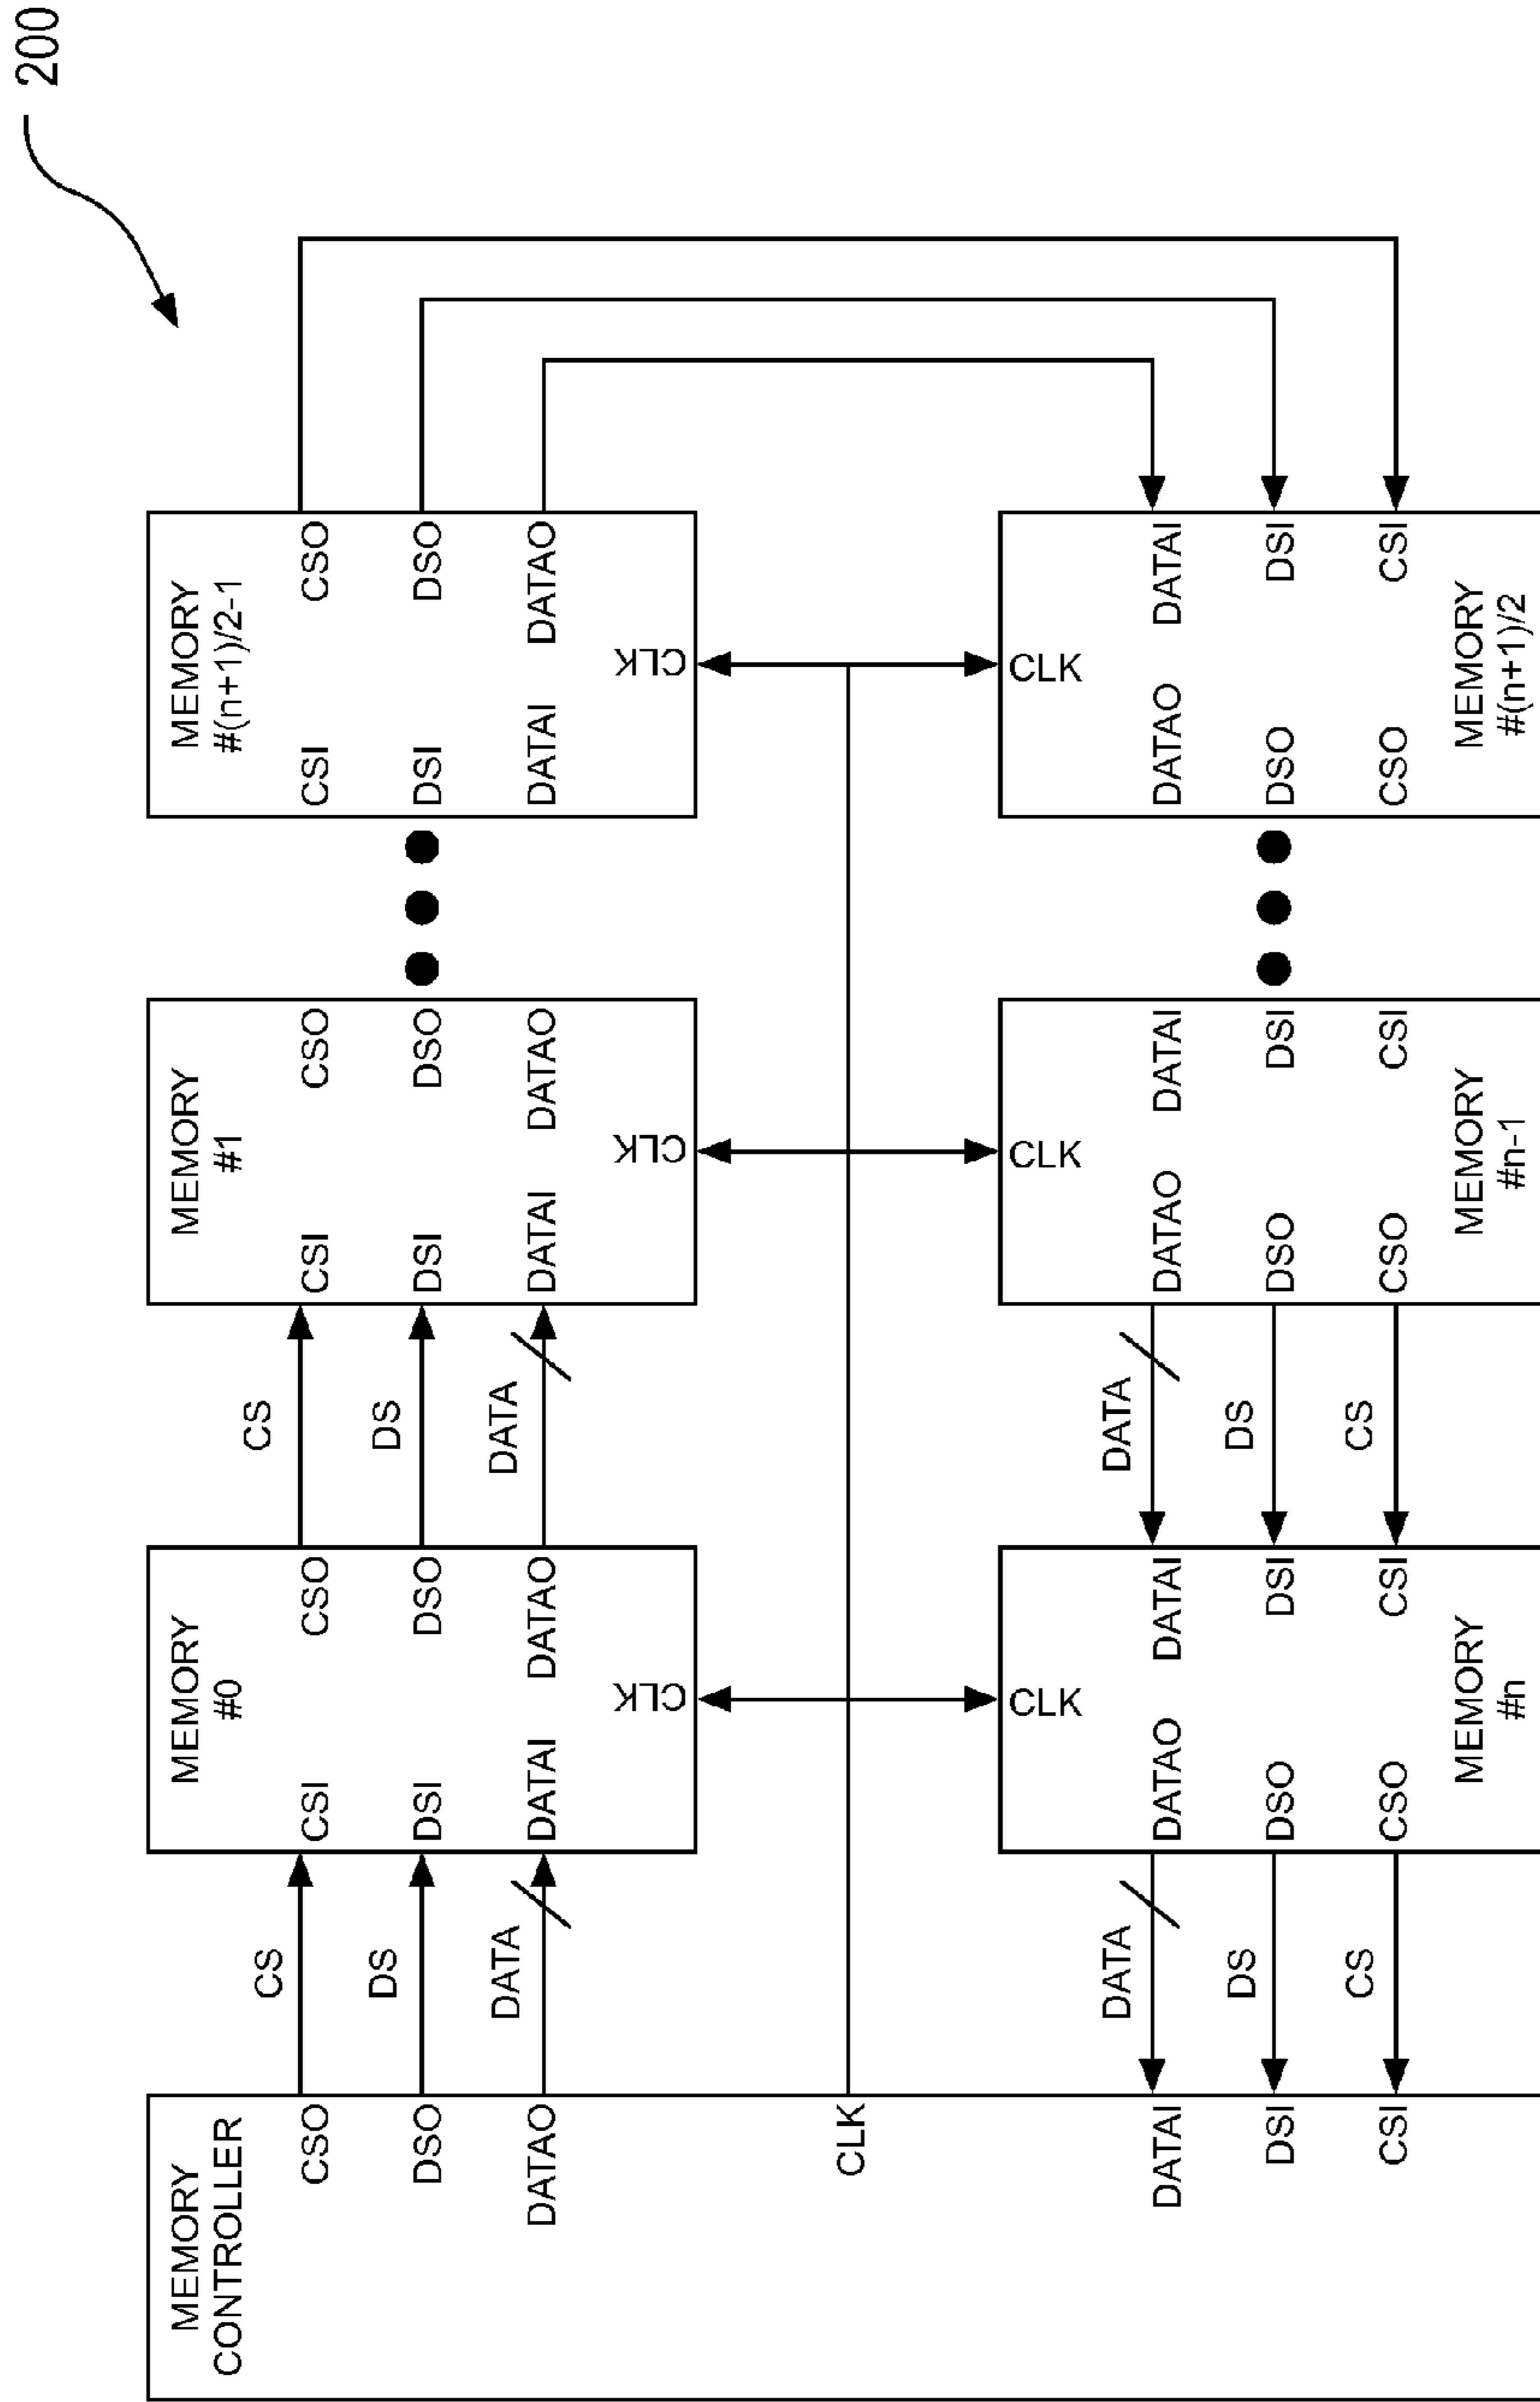 200
MEMORY
CONTROLLER
CSO
DSO
DATAO
CLK
DATAI
DSI
CSI
CS
DS
DATA
MEMORY
#0
CSI
CSO
DSI
DSO
DATAI
DATAO
CLK
CS
DS
DATA
MEMORY
#1
CSI
CSO
DSI
DSO
DATAI
DATAO
CLK
MEMORY
#(n+1)/2-1
CSI
CSO
DSI
DSO
DATAI
DATAO
CLK
DATA
DS
CS
CLK
DATAO
DATAI
DSO
DSI
CSO
CSI
MEMORY
#n
DATA
DS
CS
CLK
DATAO
DATAI
DSO
DSI
CSO
CSI
MEMORY
#n-1
CLK
DATAO
DATAI
DSO
DSI
CSO
CSI
MEMORY
#(n+1)/2